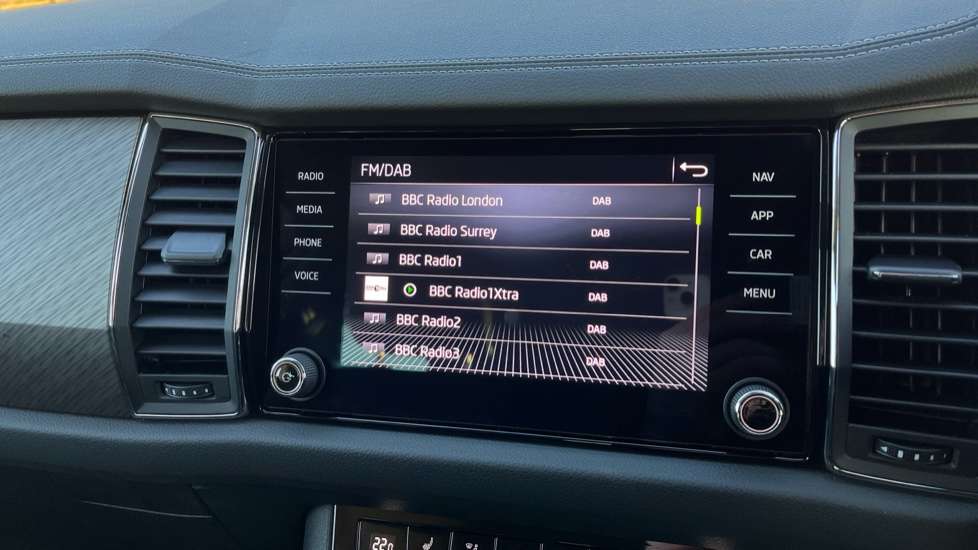 FM/DAB
RADIO
MEDIA
PHONE
VOICE
BBC Radio London DAB
BBC Radio Surrey DAB
BBC Radio1 DAB
BBC Radio1Xtra DAB
BBC Radio2 DAB
BBC Radio3 DAB
NAV
APP
CAR
MENU
22.0